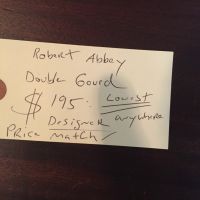 Robert Abbey
Double Gourd
$195. Lowest
Designer anywhere
Price Match